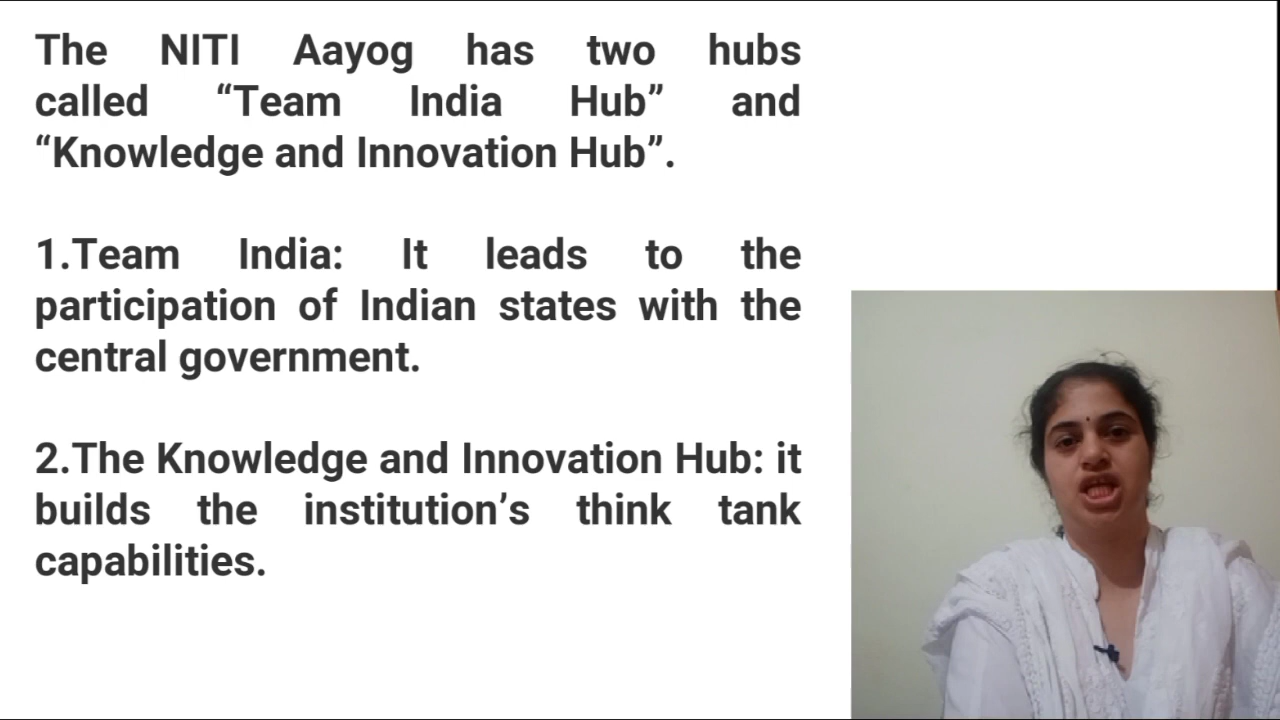 The NITI Aayog has two hubs
called “Team India Hub” and
“Knowledge and Innovation Hub”.
1.Team India: It leads to the
participation of Indian states with the
central government.
2.The Knowledge and Innovation Hub: it
builds the institution’s think tank
capabilities.